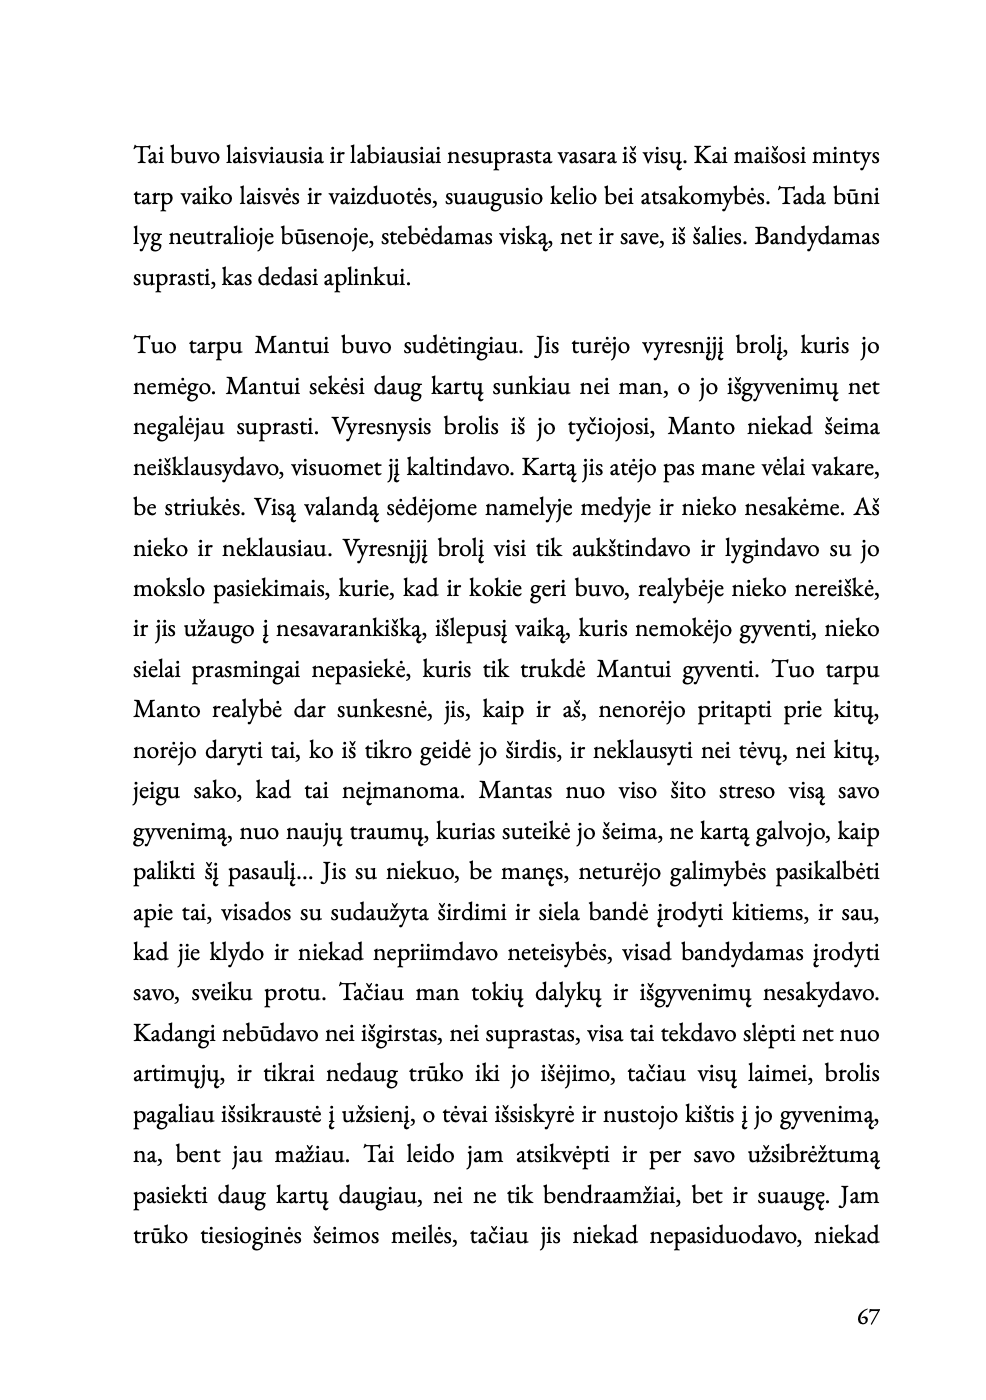 Tai buvo laisviausia ir labiausiai nesuprasta vasara iš visų. Kai maišosi mintys
tarp vaiko laisvės ir vaizduotės, suaugusio kelio bei atsakomybės. Tada būni
lyg neutralioje būsenoje, stebėdamas viską, net ir save, iš šalies. Bandydamas
suprasti, kas dedasi aplinkui.
Tuo tarpu Mantui buvo sudėtingiau. Jis turėjo vyresnįjį brolį, kuris jo
nemėgo. Mantui sekėsi daug kartų sunkiau nei man, o jo išgyvenimų net
negalėjau suprasti. Vyresnysis brolis iš jo tyčiojosi, Manto niekad šeima
neišklausydavo, visuomet jį kaltindavo. Kartą jis atėjo pas mane vėlai vakare,
be striukės. Visą valandą sėdėjome namelyje medyje ir nieko nesakėme. Aš
nieko ir neklausiau. Vyresnįjį brolį visi tik aukštindavo ir lygindavo su jo
mokslo pasiekimais, kurie, kad ir kokie geri buvo, realybėje nieko nereiškė,
ir jis užaugo į nesavarankišką, išlepusį vaiką, kuris nemokėjo gyventi, nieko
sielai prasmingai nepasiekė, kuris tik trukdė Mantui gyventi. Tuo tarpu
Manto realybė dar sunkesnė, jis, kaip ir aš, nenorėjo pritapti prie kitų,
norėjo daryti tai, ko iš tikro geidė jo širdis, ir neklausyti nei tėvų, nei kitų,
jeigu sako, kad tai neįmanoma. Mantas nuo viso šito streso visą savo
gyvenimą, nuo naujų traumų, kurias suteikė jo šeima, ne kartą galvojo, kaip
palikti šį pasaulį... Jis su niekuo, be manęs, neturėjo galimybės pasikalbėti
apie tai, visados su sudaužyta širdimi ir siela bandė įrodyti kitiems, ir sau,
kad jie klydo ir niekad nepriimdavo neteisybės, visad bandydamas įrodyti
savo, sveiku protu. Tačiau man tokių dalykų ir išgyvenimų nesakydavo.
Kadangi nebūdavo nei išgirstas, nei suprastas, visa tai tekdavo slėpti net nuo
artimųjų, ir tikrai nedaug trūko iki jo išėjimo, tačiau visų laimei, brolis
pagaliau išsikraustė į užsienį, o tėvai išsiskyrė ir nustojo kištis į jo gyvenimą,
na, bent jau mažiau. Tai leido jam atsikvėpti ir per savo užsibrėžtumą
pasiekti daug kartų daugiau, nei ne tik bendraamžiai, bet ir suaugę. Jam
trūko tiesioginės šeimos meilės, tačiau jis niekad nepasiduodavo, niekad
67